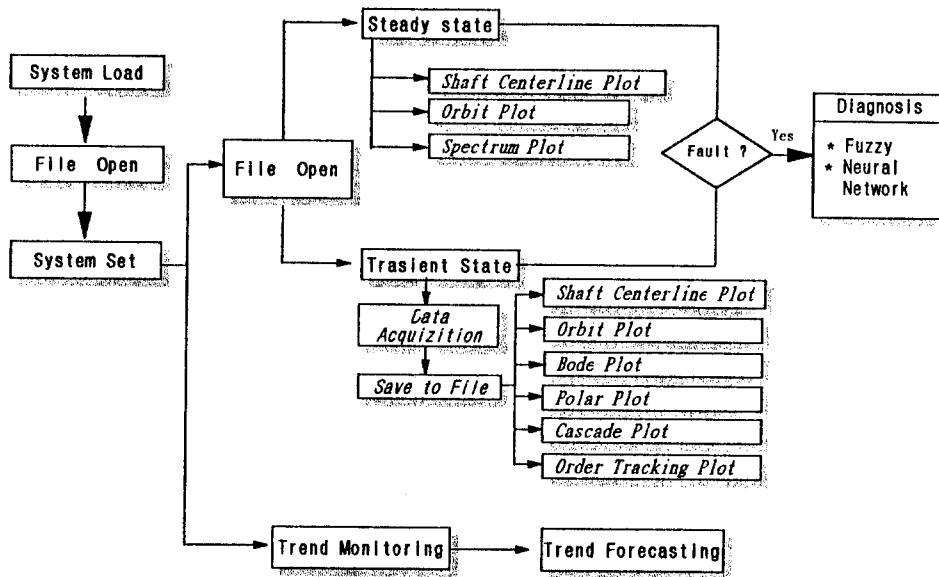 System Load
File Open
System Set
File Open
Steady state
Shaft Centerline Plot
Orbit Plot
Spectrum Plot
Fault ?
Yes
Diagnosis
* Fuzzy
* Neural
Network
Trasient State
Data
Acquizition
Save to File
Shaft Centerline Plot
Orbit Plot
Bode Plot
Polar Plot
Cascade Plot
Order Tracking Plot
Trend Monitoring
Trend Forecasting